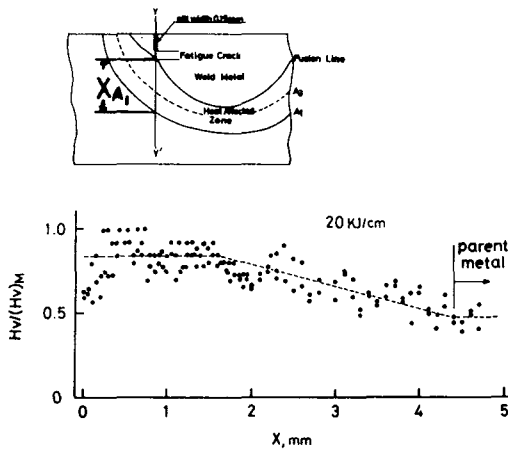 Y
slit width 0.15mm
Fatigue Crack
Fusion Line
Weld Metal
X A₁
Heat Affected
Zone
A₃
A₁
Y'
20 KJ/cm
parent
metal
Hv/(Hv)M
1.0
0.5
0
0 1 2 3 4 5
X, mm